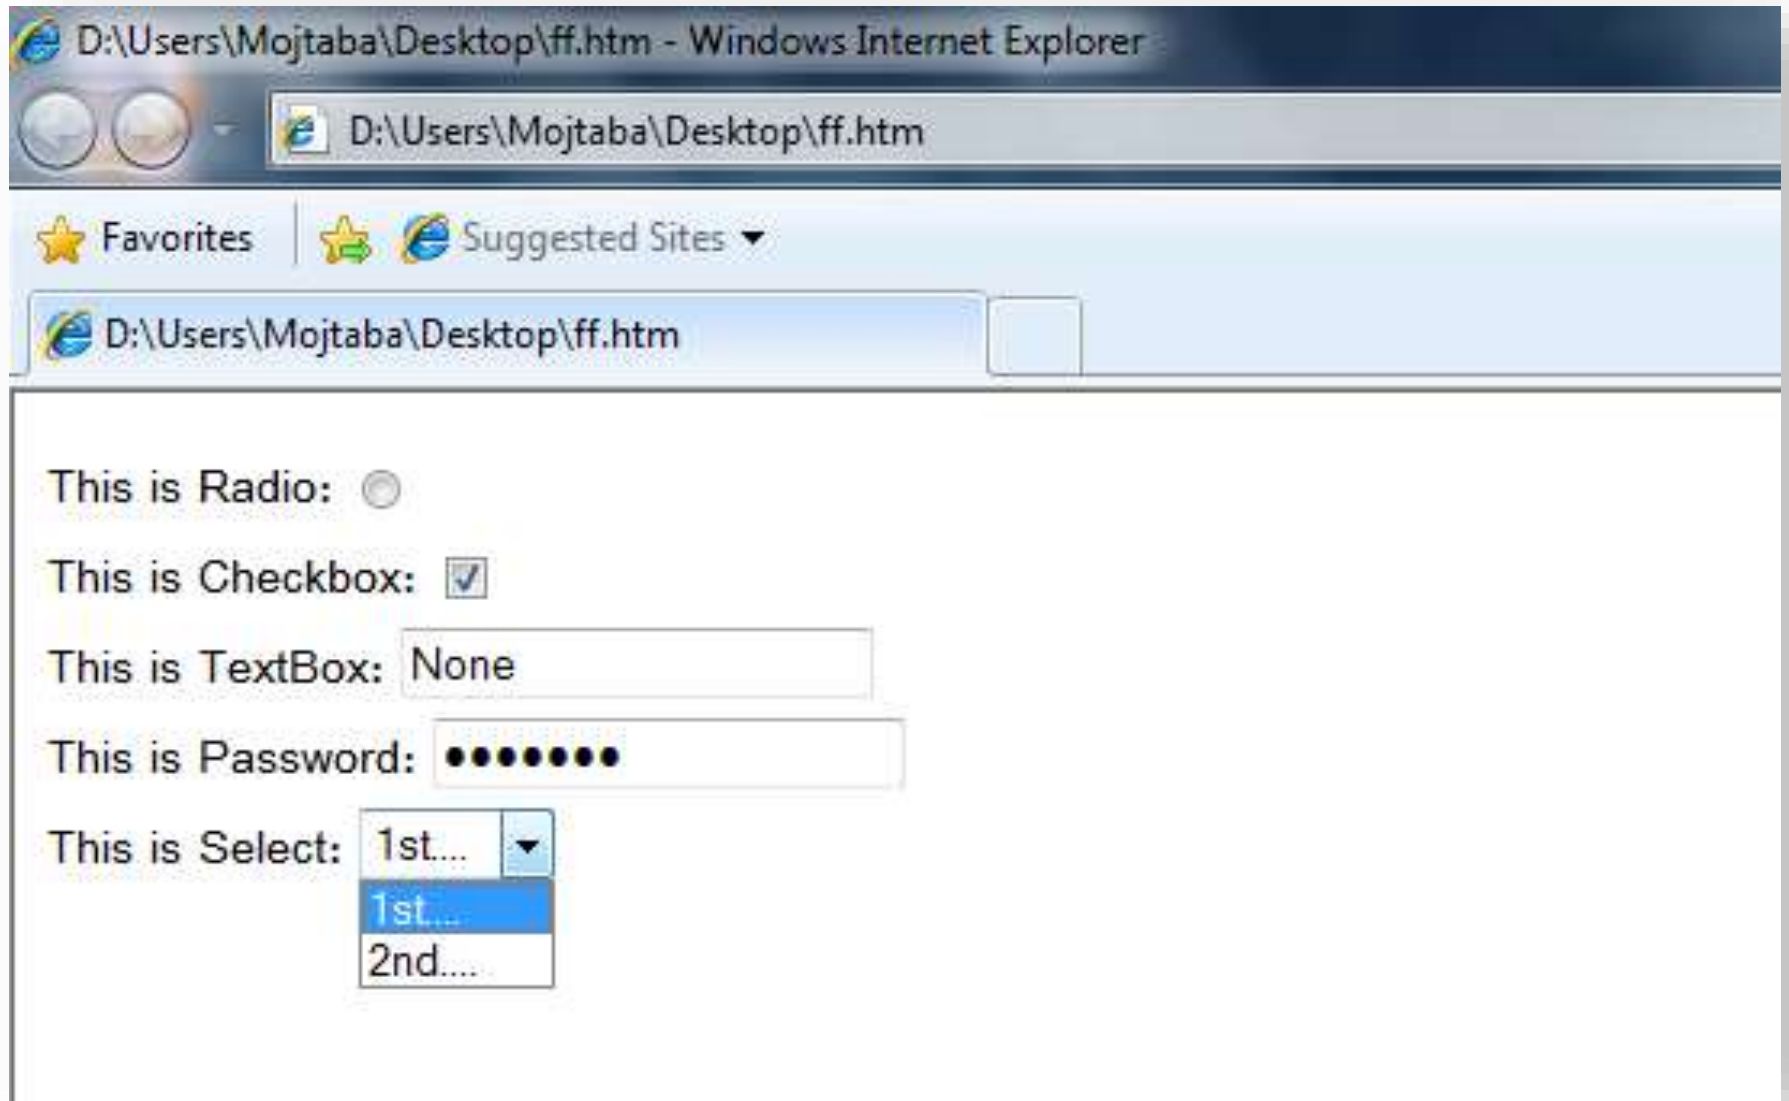 D:\Users\Mojtaba\Desktop\ff.htm - Windows Internet Explorer
D:\Users\Mojtaba\Desktop\ff.htm
Favorites Suggested Sites
D:\Users\Mojtaba\Desktop\ff.htm
This is Radio:
This is Checkbox:
This is TextBox: None
This is Password: •••••••
This is Select: 1st....
1st....
2nd....